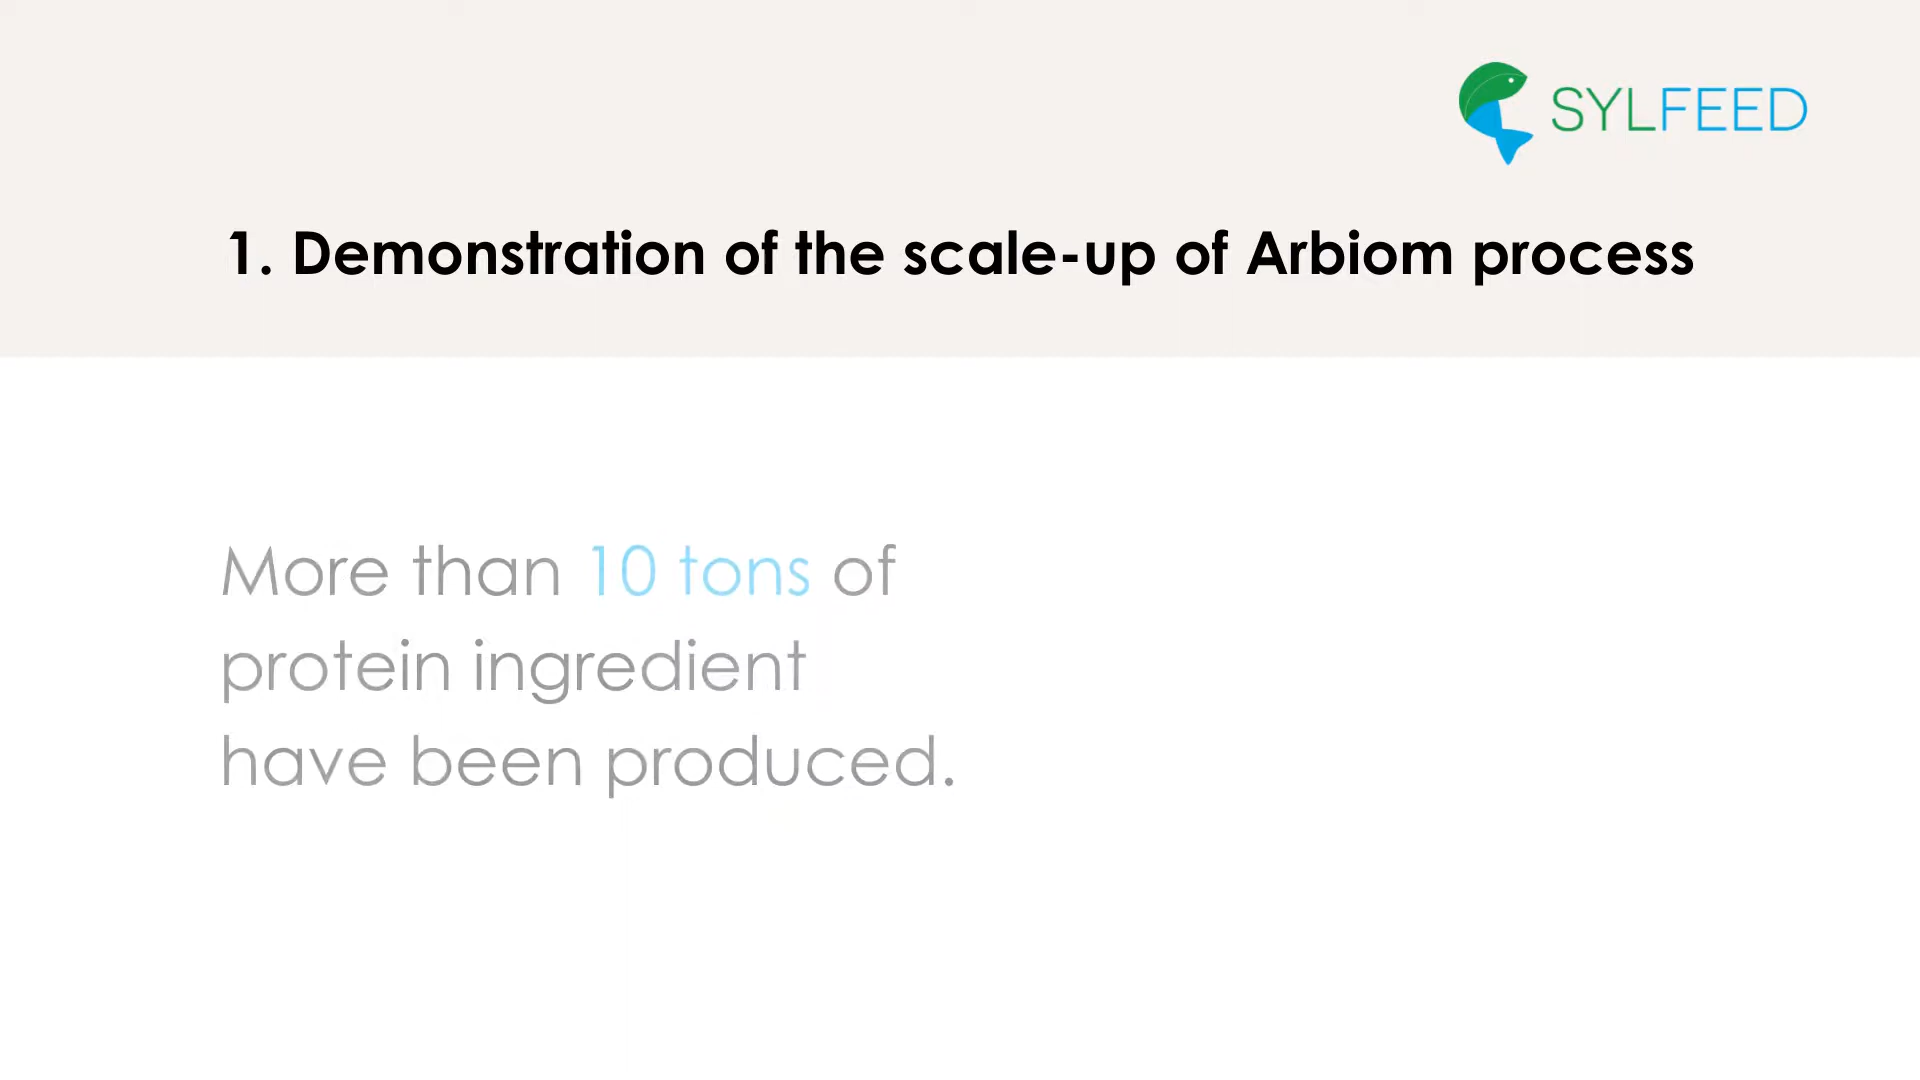 SYLFEED
1. Demonstration of the scale-up of Arbiom process
More than 10 tons of
protein ingredient
have been produced.